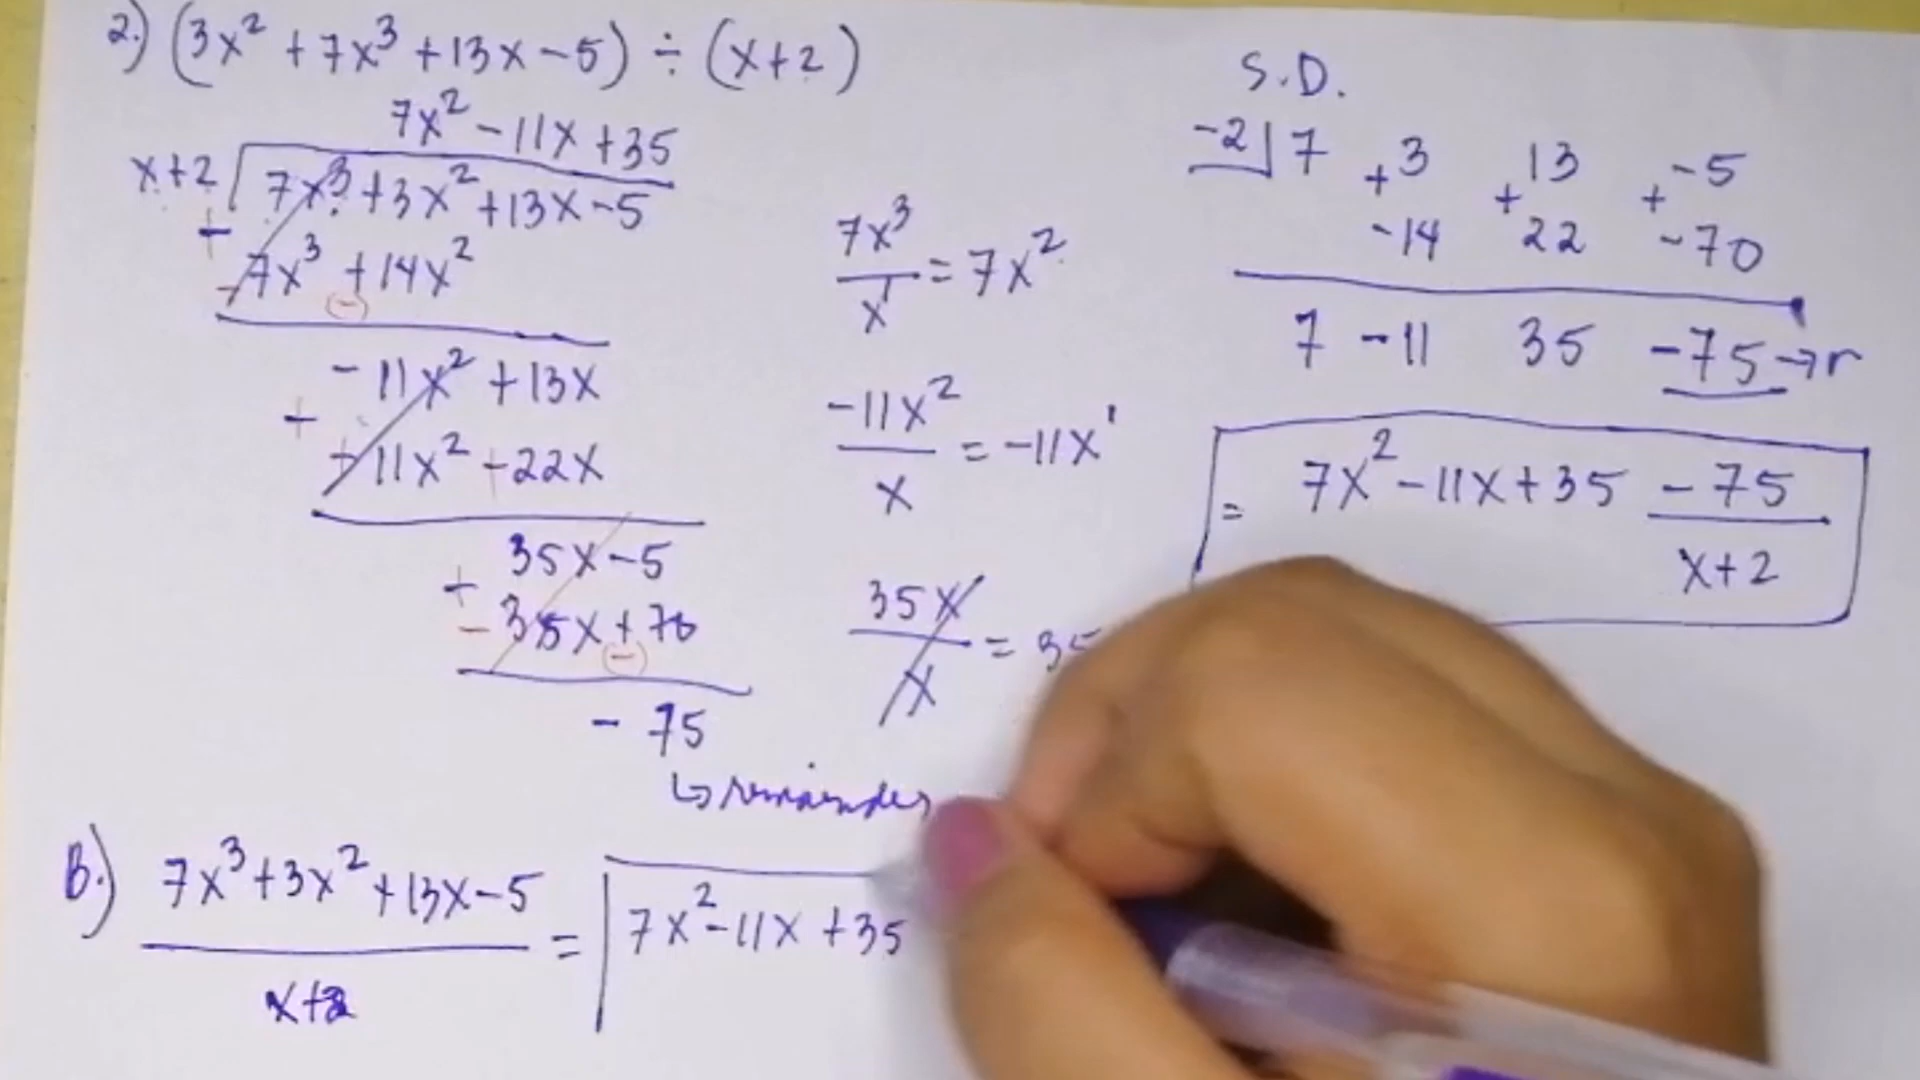 2.) (3x² + 7x³ + 13x - 5) ÷ (x+2)
7x² - 11x + 35
x+2 7x³ + 3x² + 13x - 5
+
- 7x³ + 14x²
(-)
- 11x² + 13x
+
+ 11x² - 22x
35x - 5
+
- 35x + 70
(-)
- 75
↳ remainder
7x³ / x¹ = 7x²
-11x² / x = -11x¹
35x / x = 35
S.D.
-2| 7 + 3 + 13 + -5
-14 22 -70
7 -11 35 -75 → r
= 7x² - 11x + 35 - 75 / x+2
B.) 7x³ + 3x² + 13x - 5 / x+2 = 7x² - 11x + 35